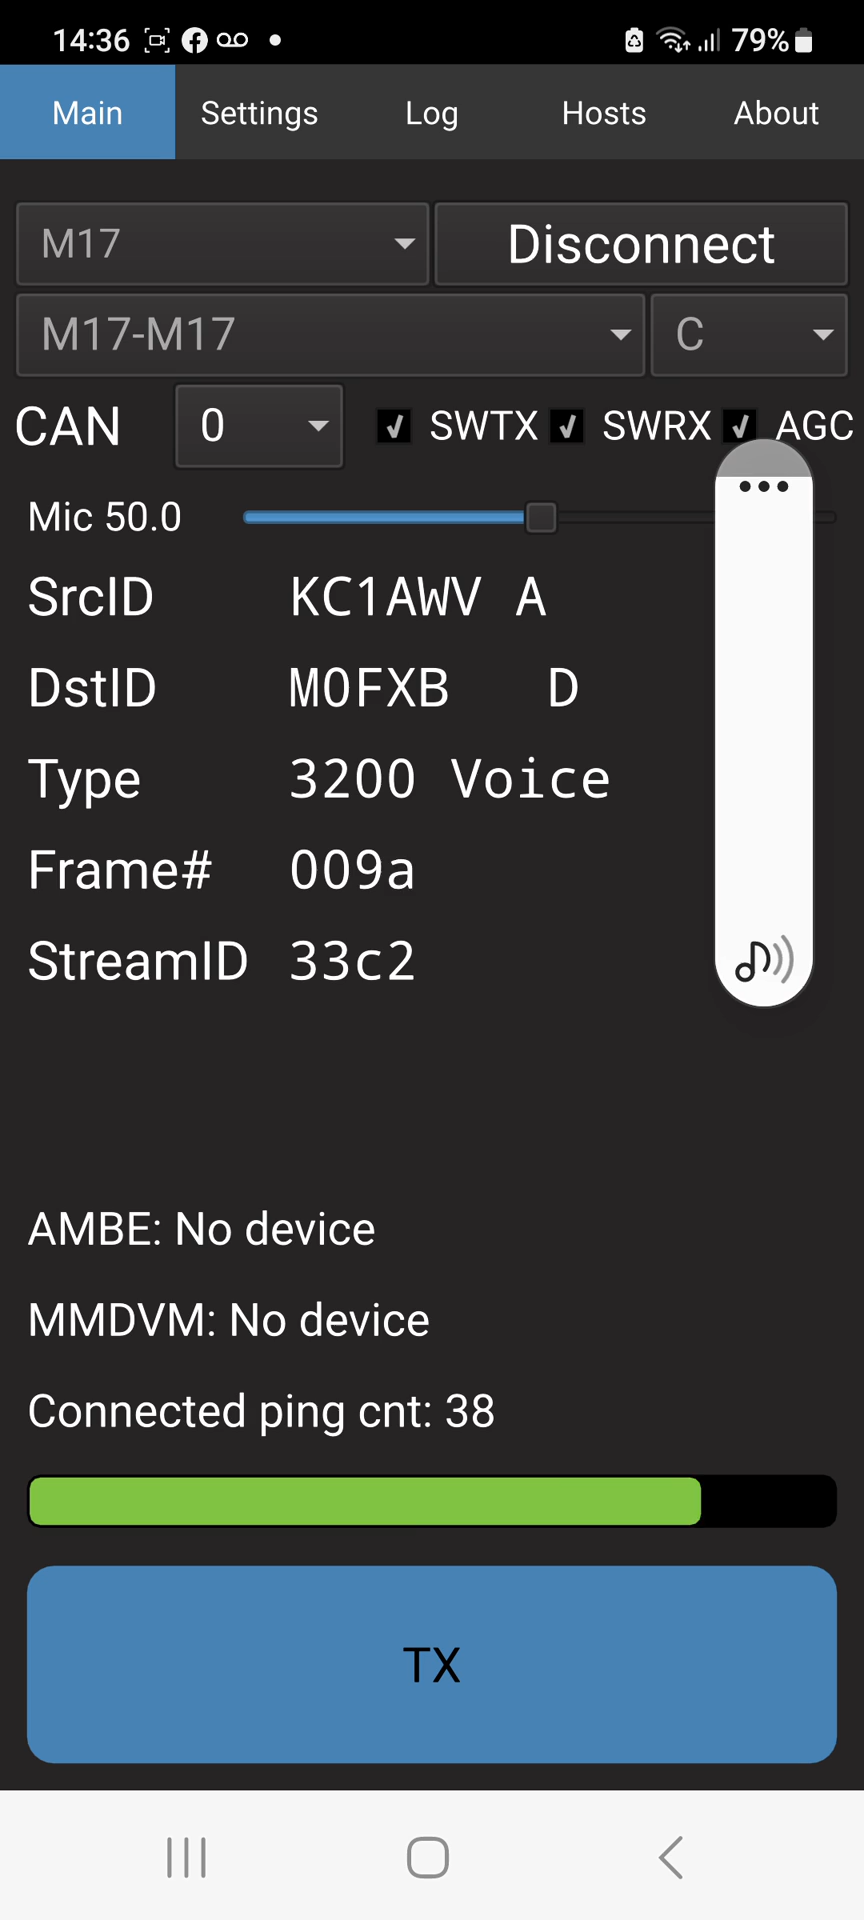 14:36 79%
Main Settings Log Hosts About
M17 Disconnect
M17-M17 C
CAN 0 SWTX SWRX AGC
Mic 50.0
SrcID KC1AWV A
DstID M0FXB D
Type 3200 Voice
Frame# 009a
StreamID 33c2
AMBE: No device
MMDVM: No device
Connected ping cnt: 38
TX